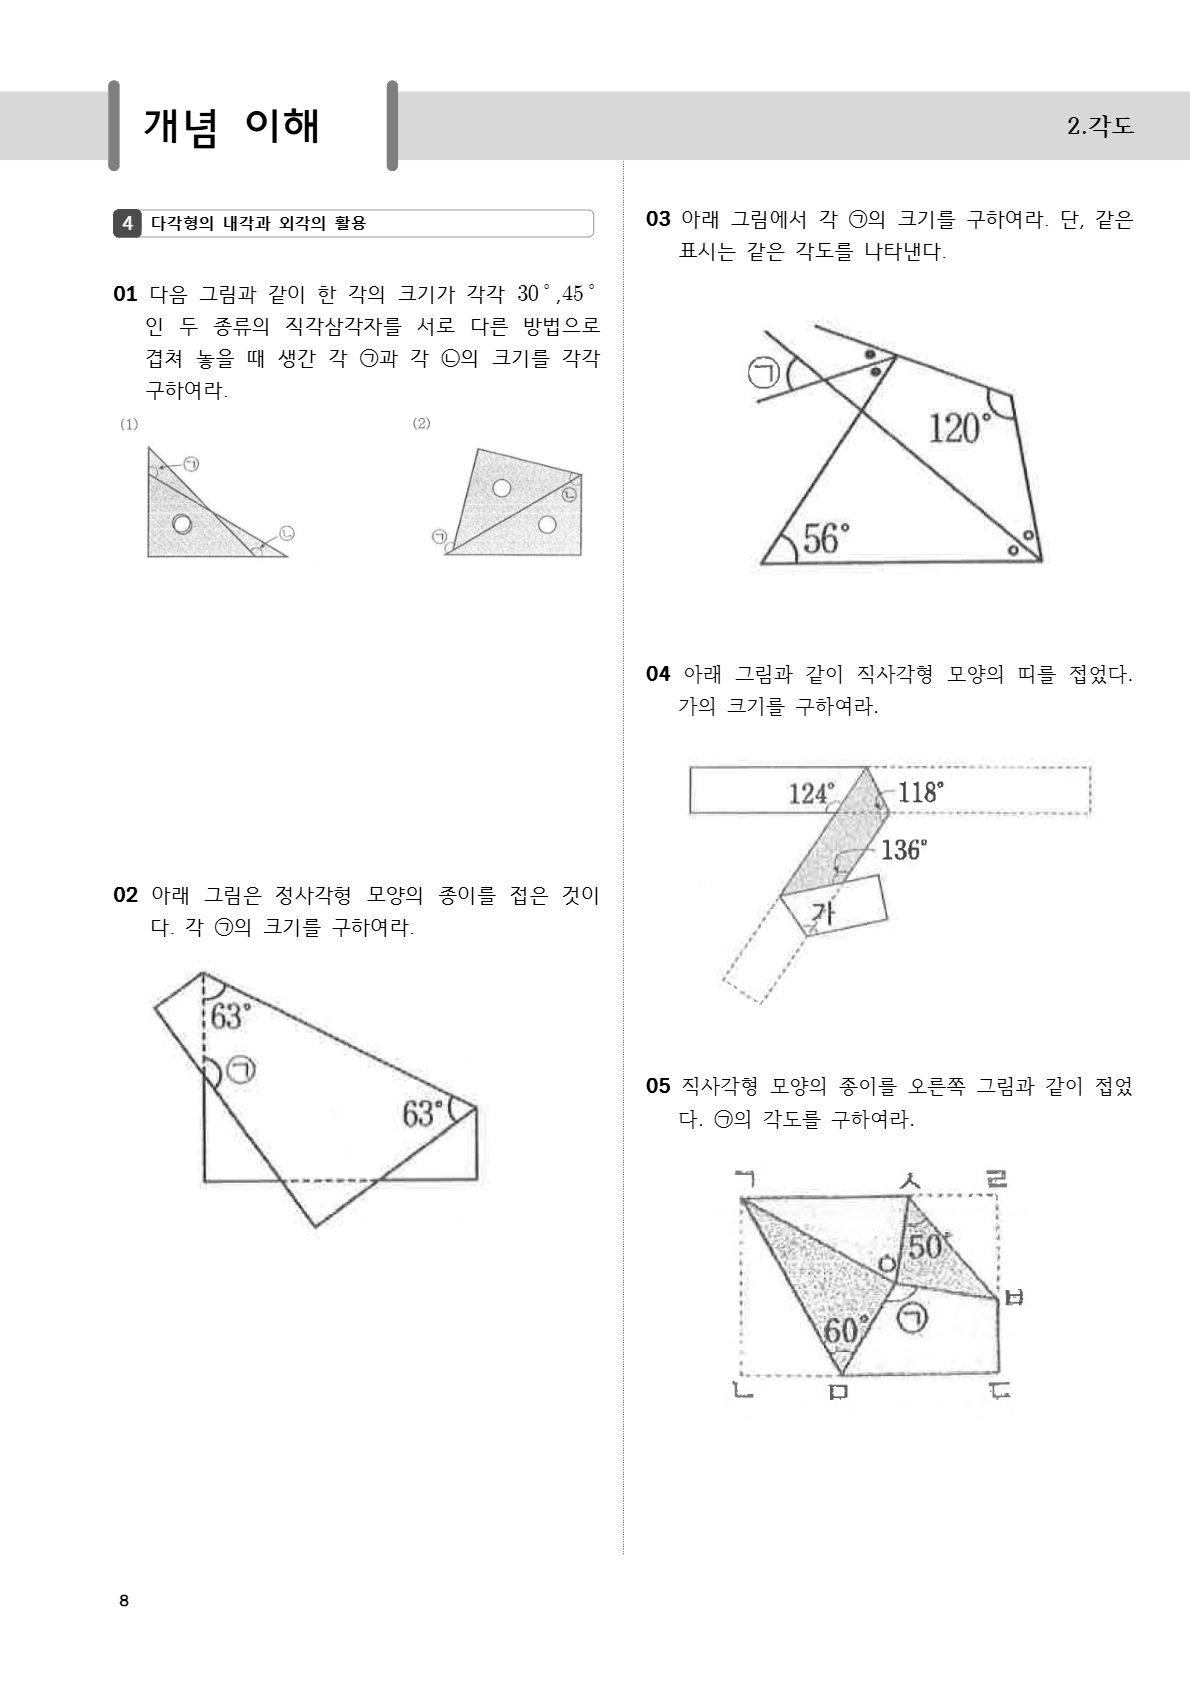 개념 이해
2.각도
4 다각형의 내각과 외각의 활용
01 다음 그림과 같이 한 각의 크기가 각각 30°,45°
인 두 종류의 직각삼각자를 서로 다른 방법으로
겹쳐 놓을 때 생간 각 ㉠과 각 ㉡의 크기를 각각
구하여라.
(1)
(2)
㉠
㉡
㉡
㉠
02 아래 그림은 정사각형 모양의 종이를 접은 것이
다. 각 ㉠의 크기를 구하여라.
63°
㉠
63°
03 아래 그림에서 각 ㉠의 크기를 구하여라. 단, 같은
표시는 같은 각도를 나타낸다.
㉠
120°
56°
04 아래 그림과 같이 직사각형 모양의 띠를 접었다.
가의 크기를 구하여라.
124°
118°
136°
가
05 직사각형 모양의 종이를 오른쪽 그림과 같이 접었
다. ㉠의 각도를 구하여라.
ㄱ ㅅ ㄹ
50°
ㅇ
ㅂ
㉠
60°
ㄴ ㅁ ㄷ
8